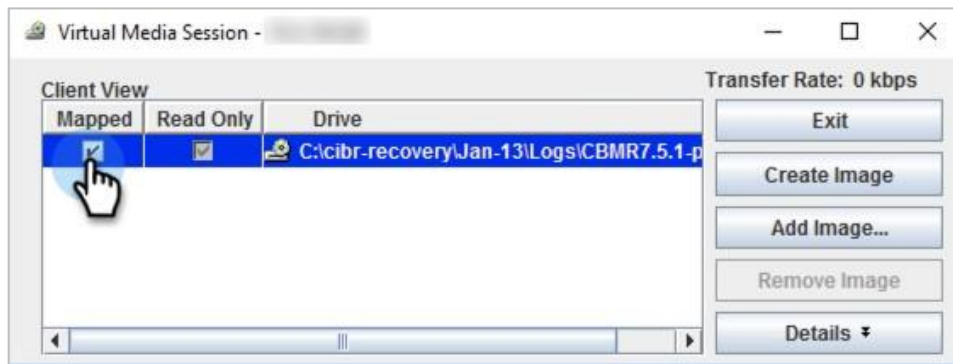 Virtual Media Session -
Client View
Transfer Rate: 0 kbps
Mapped Read Only Drive
C:\cibr-recovery\Jan-13\Logs\CBMR7.5.1-p
Exit
Create Image
Add Image...
Remove Image
Details